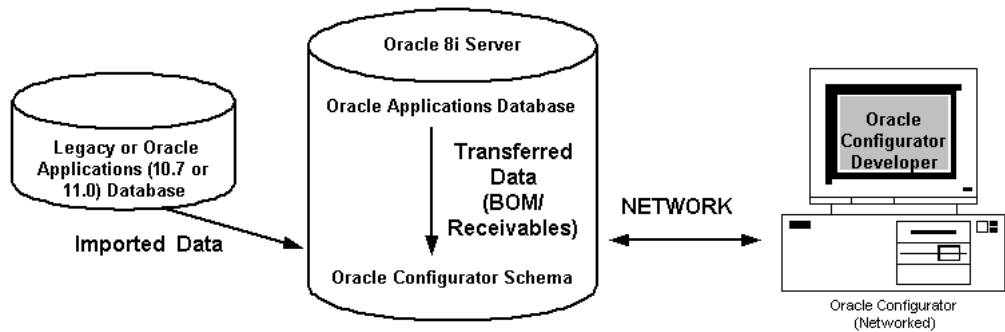 Oracle 8i Server
Oracle Applications Database
Legacy or Oracle
Applications (10.7 or
11.0) Database
Imported Data
Transferred
Data
(BOM/
Receivables)
Oracle Configurator Schema
NETWORK
Oracle
Configurator
Developer
Oracle Configurator
(Networked)